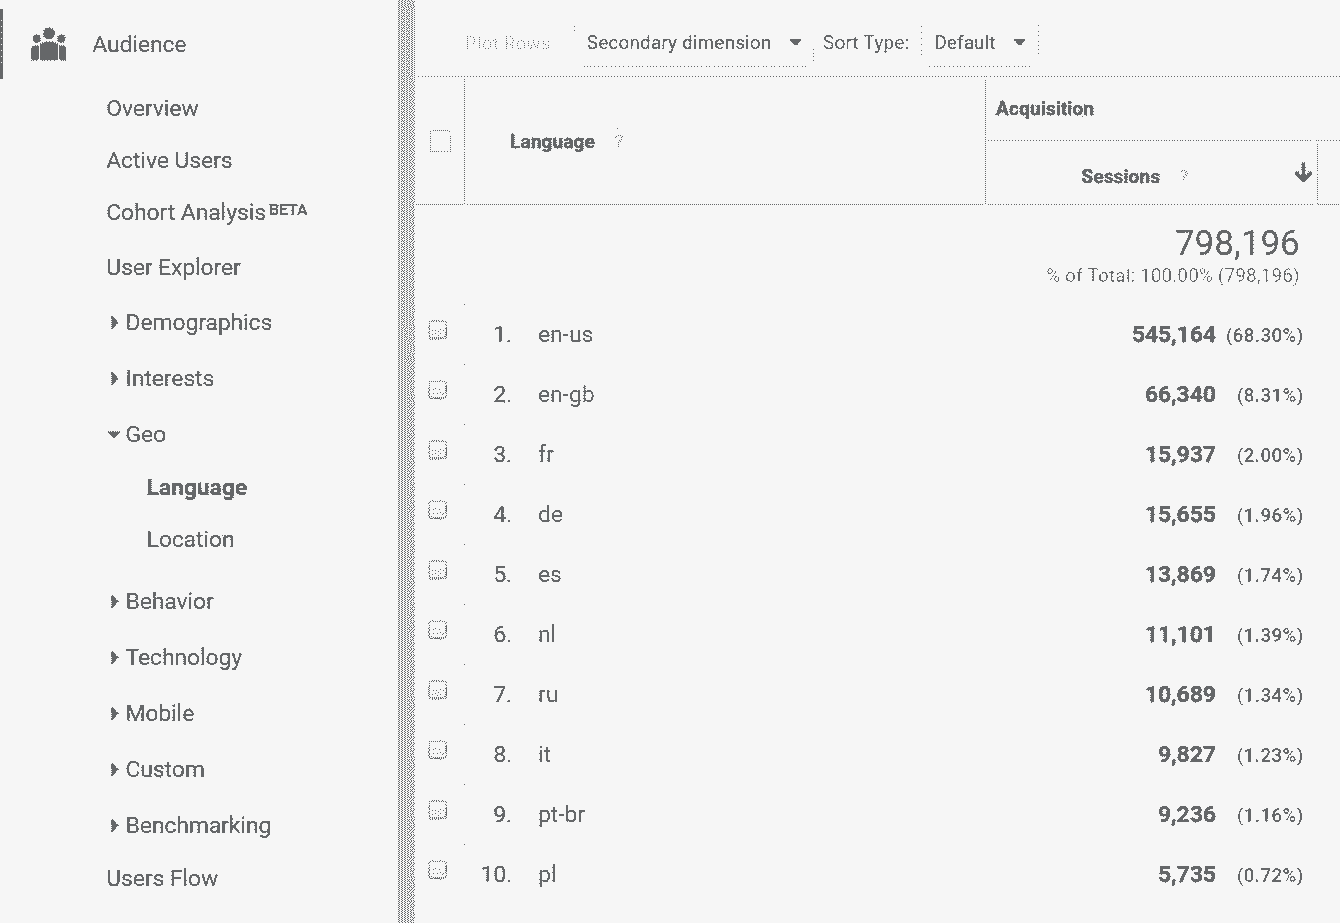 Audience
Overview
Active Users
Cohort Analysis BETA
User Explorer
Demographics
Interests
Geo
Language
Location
Behavior
Technology
Mobile
Custom
Benchmarking
Users Flow
Plot Rows Secondary dimension Sort Type: Default
Language ?
Acquisition
Sessions ?
798,196
% of Total: 100.00% (798,196)
1. en-us 545,164 (68.30%)
2. en-gb 66,340 (8.31%)
3. fr 15,937 (2.00%)
4. de 15,655 (1.96%)
5. es 13,869 (1.74%)
6. nl 11,101 (1.39%)
7. ru 10,689 (1.34%)
8. it 9,827 (1.23%)
9. pt-br 9,236 (1.16%)
10. pl 5,735 (0.72%)